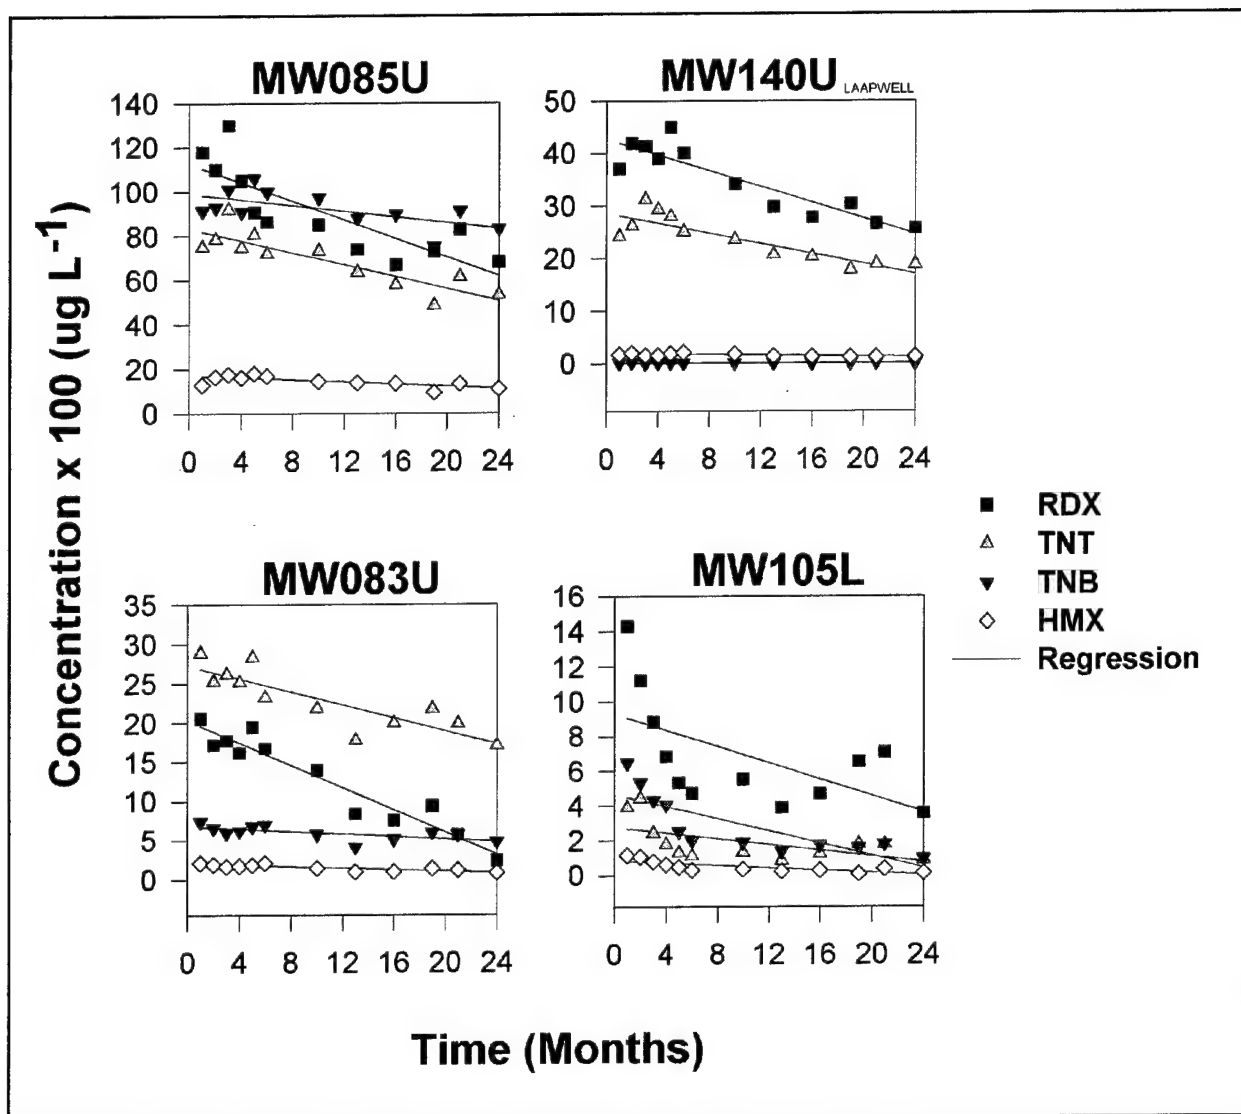 MW085U
MW140U LAAPWELL
Concentration x 100 (ug L-1)
140
120
100
80
60
40
20
0
0 4 8 12 16 20 24
50
40
30
20
10
0
0 4 8 12 16 20 24
RDX
TNT
TNB
HMX
Regression
MW083U
MW105L
35
30
25
20
15
10
5
0
0 4 8 12 16 20 24
16
14
12
10
8
6
4
2
0
0 4 8 12 16 20 24
Time (Months)